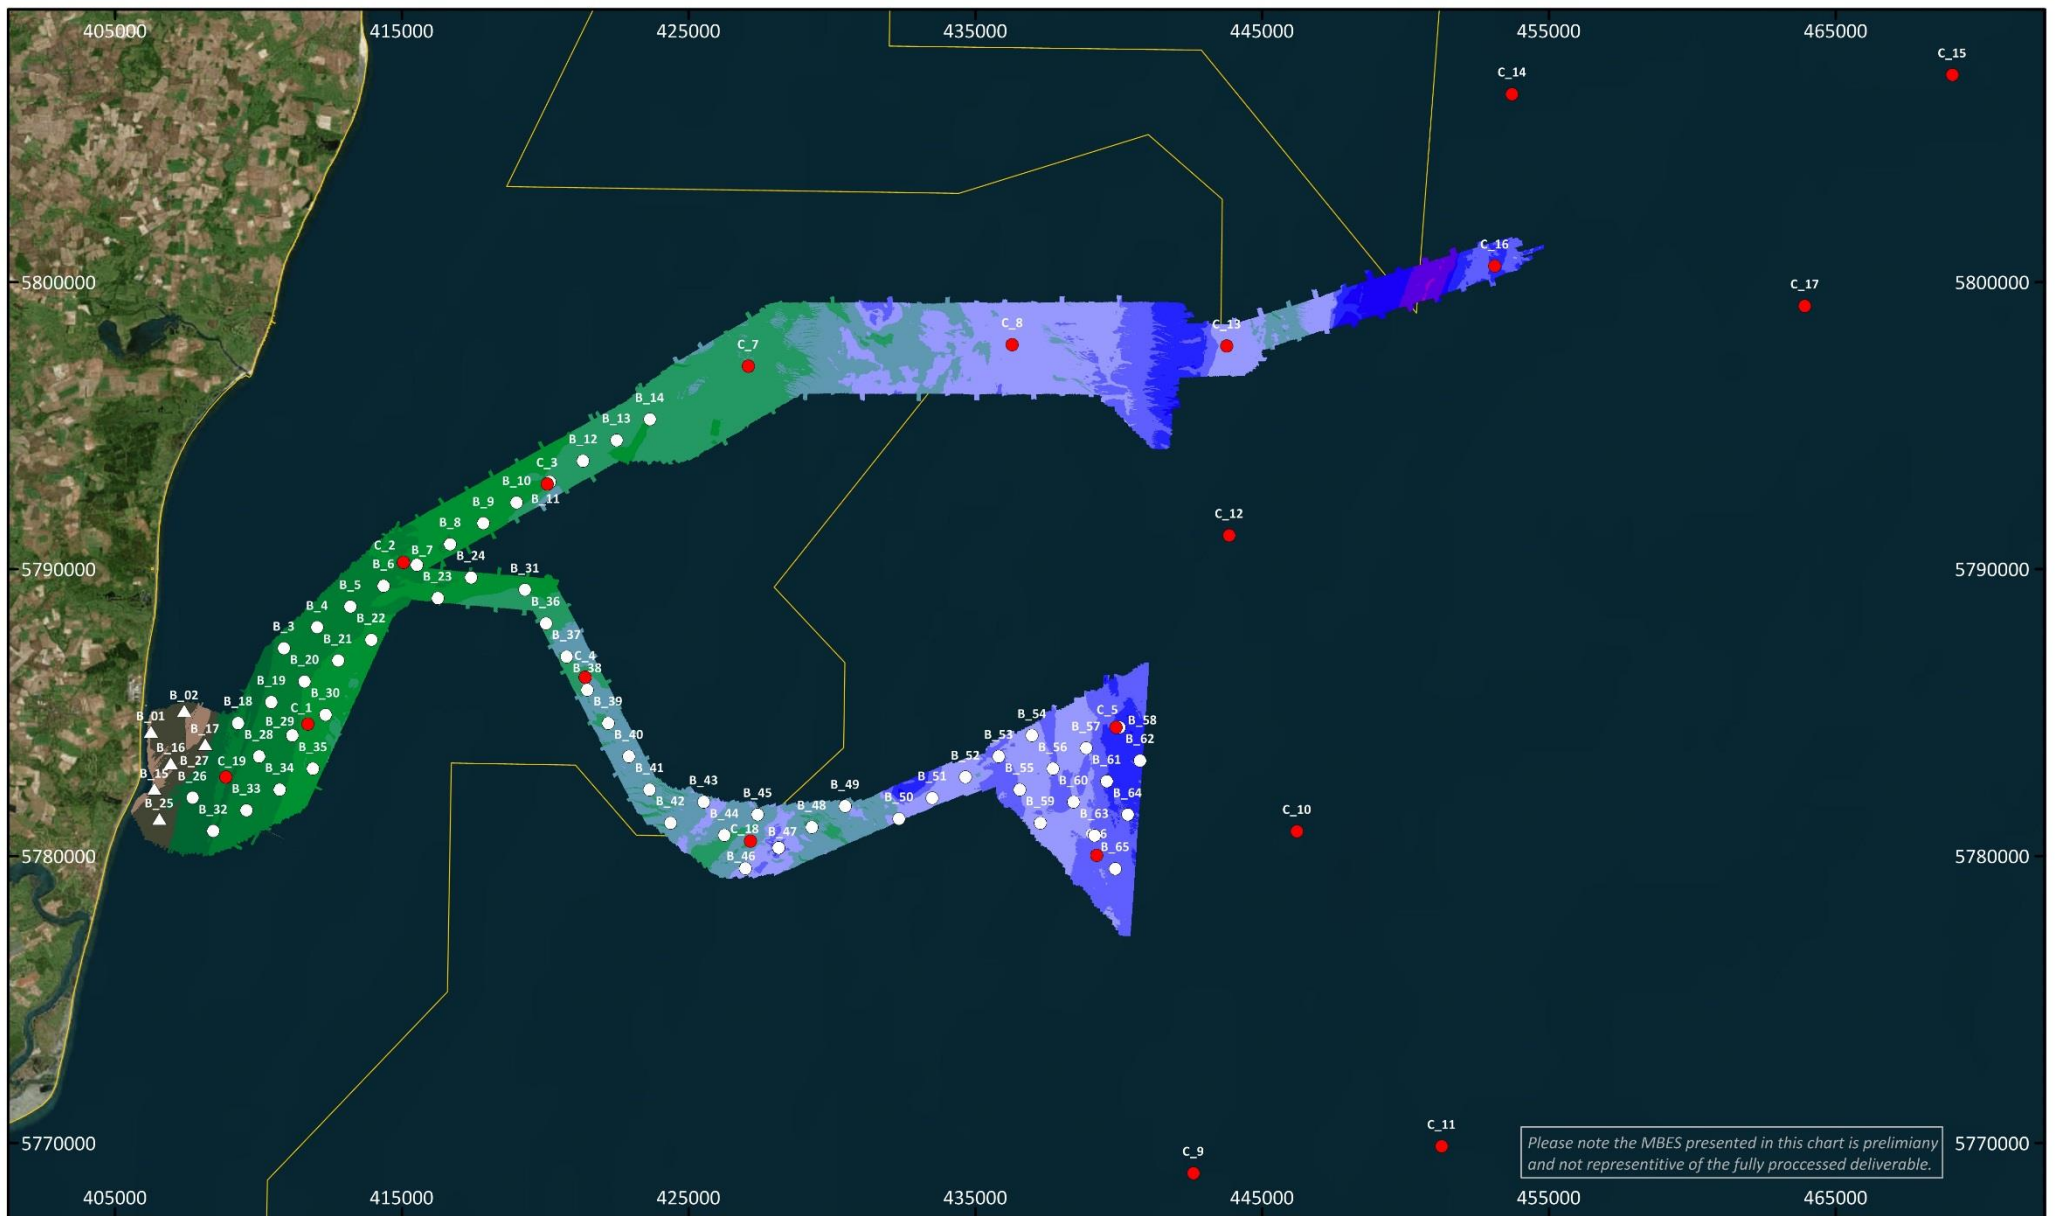 405000 415000 425000 435000 445000 455000 465000
C_15
C_14
C_16
5800000 5800000
C_17
C_8
C_13
C_7
B_14
B_13
B_12
C_3
B_10
B_11
B_9
C_12
B_8
C_2
B_7
B_24
B_6
5790000 5790000
B_31
B_23
B_5
B_36
B_4
B_22
B_3
B_37
B_21
C_4
B_20
B_38
B_19
B_02
B_30
B_18
B_39
C_1
C_5
B_01
B_54
B_29
B_58
B_17
B_57
B_28
B_40
B_53
B_62
B_16
B_35
B_56
B_27
C_19
B_52
B_41
B_55
B_61
B_15
B_26
B_34
B_51
B_43
B_60
B_49
B_45
B_33
B_50
B_64
B_25
B_42
B_59
B_32
B_44
B_48
B_63
C_18
B_47
C_10
B_46
B_65
5780000 5780000
C_11
5770000 5770000
C_9
Please note the MBES presented in this chart is prelimiany
and not representitive of the fully proccessed deliverable.
405000 415000 425000 435000 445000 455000 465000